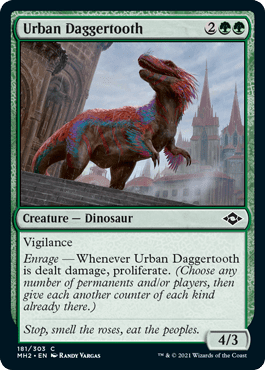 Urban Daggertooth 2
Creature — Dinosaur
Vigilance
Enrage — Whenever Urban Daggertooth
is dealt damage, proliferate. (Choose any
number of permanents and/or players, then
give each another counter of each kind
already there.)
Stop, smell the roses, eat the peoples.
4/3
181/303 C
MH2 • EN RANDY VARGAS
™ & © 2021 Wizards of the Coast